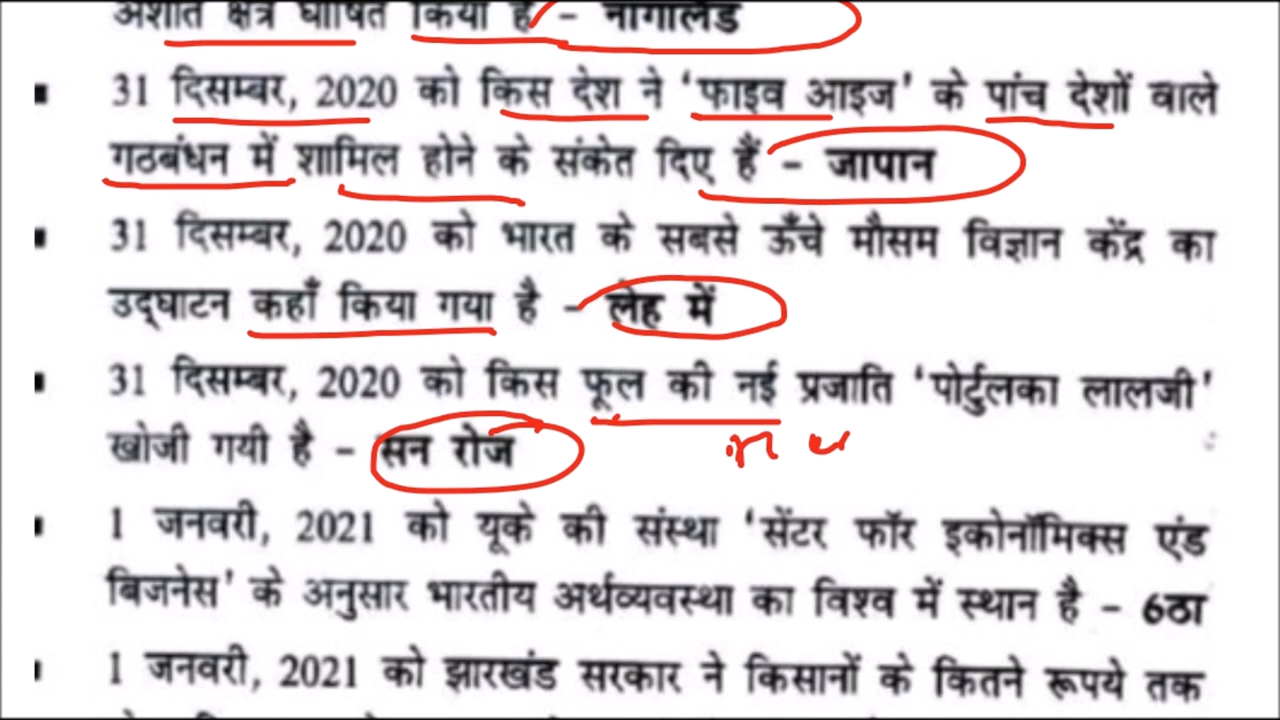 अशांत क्षेत्र घोषित किया है – नागालैंड
31 दिसम्बर, 2020 को किस देश ने ‘फाइव आइज’ के पांच देशों वाले
गठबंधन में शामिल होने के संकेत दिए हैं – जापान
31 दिसम्बर, 2020 को भारत के सबसे ऊँचे मौसम विज्ञान केंद्र का
उद्घाटन कहाँ किया गया है – लेह में
31 दिसम्बर, 2020 को किस फूल की नई प्रजाति ‘पोर्टुलका लालजी’
खोजी गयी है – सन रोज
1 जनवरी, 2021 को यूके की संस्था ‘सेंटर फॉर इकोनॉमिक्स एंड
बिजनेस’ के अनुसार भारतीय अर्थव्यवस्था का विश्व में स्थान है – 6ठा
1 जनवरी, 2021 को झारखंड सरकार ने किसानों के कितने रूपये तक